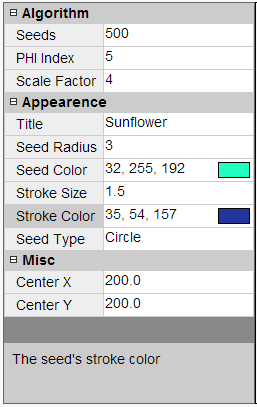 Algorithm
Seeds 500
PHI Index 5
Scale Factor 4
Appearence
Title Sunflower
Seed Radius 3
Seed Color 32, 255, 192
Stroke Size 1.5
Stroke Color 35, 54, 157
Seed Type Circle
Misc
Center X 200.0
Center Y 200.0
The seed's stroke color